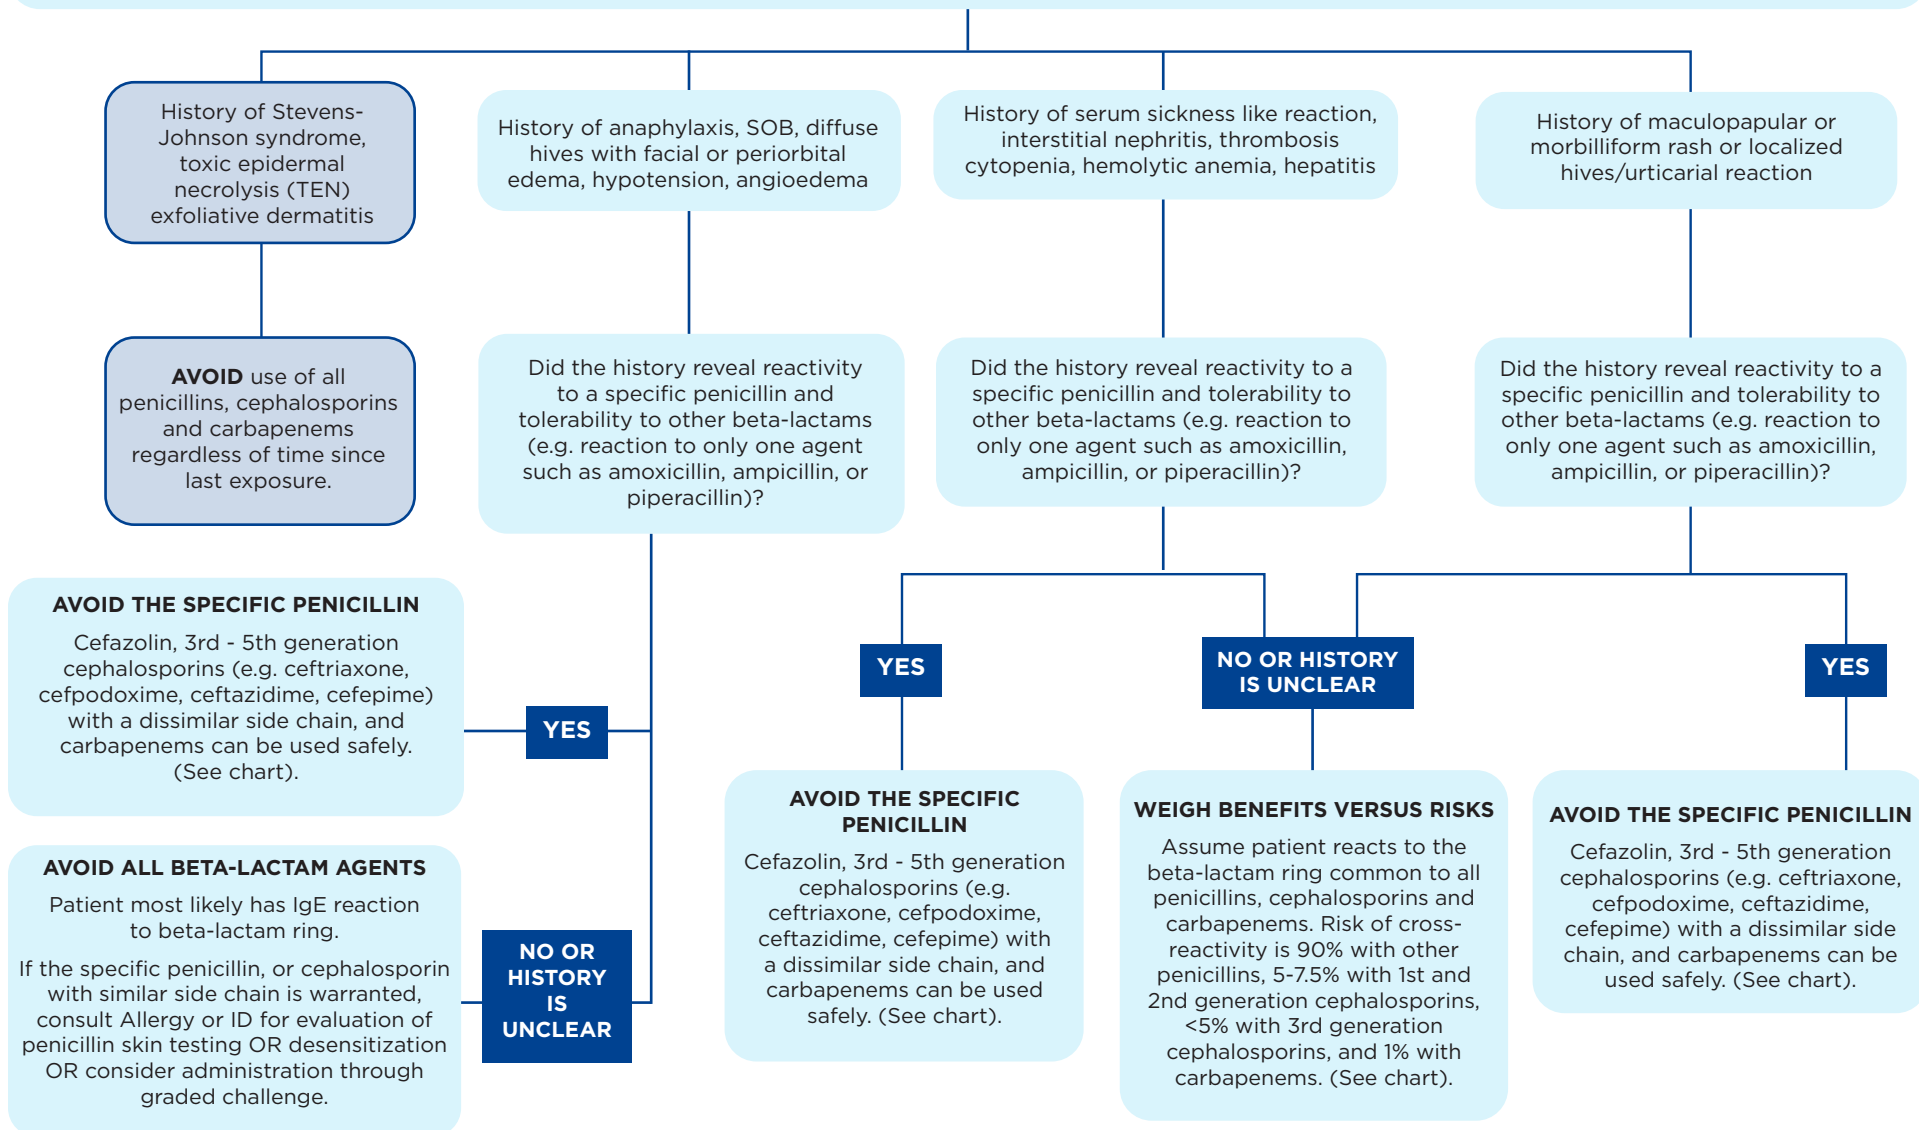 History of Stevens-
Johnson syndrome,
toxic epidermal
necrolysis (TEN)
exfoliative dermatitis
History of anaphylaxis, SOB, diffuse
hives with facial or periorbital
edema, hypotension, angioedema
History of serum sickness like reaction,
interstitial nephritis, thrombosis
cytopenia, hemolytic anemia, hepatitis
History of maculopapular or
morbilliform rash or localized
hives/urticarial reaction
AVOID use of all
penicillins, cephalosporins
and carbapenems
regardless of time since
last exposure.
Did the history reveal reactivity
to a specific penicillin and
tolerability to other beta-lactams
(e.g. reaction to only one agent
such as amoxicillin, ampicillin, or
piperacillin)?
Did the history reveal reactivity to a
specific penicillin and tolerability to
other beta-lactams (e.g. reaction to
only one agent such as amoxicillin,
ampicillin, or piperacillin)?
Did the history reveal reactivity to a
specific penicillin and tolerability to
other beta-lactams (e.g. reaction to
only one agent such as amoxicillin,
ampicillin, or piperacillin)?
AVOID THE SPECIFIC PENICILLIN
Cefazolin, 3rd - 5th generation
cephalosporins (e.g. ceftriaxone,
cefpodoxime, ceftazidime, cefepime)
with a dissimilar side chain, and
carbapenems can be used safely.
(See chart).
YES
AVOID ALL BETA-LACTAM AGENTS
Patient most likely has IgE reaction
to beta-lactam ring.
If the specific penicillin, or cephalosporin
with similar side chain is warranted,
consult Allergy or ID for evaluation of
penicillin skin testing OR desensitization
OR consider administration through
graded challenge.
NO OR
HISTORY
IS
UNCLEAR
YES
NO OR HISTORY
IS UNCLEAR
YES
AVOID THE SPECIFIC
PENICILLIN
Cefazolin, 3rd - 5th generation
cephalosporins (e.g.
ceftriaxone, cefpodoxime,
ceftazidime, cefepime) with
a dissimilar side chain, and
carbapenems can be used
safely. (See chart).
WEIGH BENEFITS VERSUS RISKS
Assume patient reacts to the
beta-lactam ring common to all
penicillins, cephalosporins and
carbapenems. Risk of cross-
reactivity is 90% with other
penicillins, 5-7.5% with 1st and
2nd generation cephalosporins,
<5% with 3rd generation
cephalosporins, and 1% with
carbapenems. (See chart).
AVOID THE SPECIFIC PENICILLIN
Cefazolin, 3rd - 5th generation
cephalosporins (e.g. ceftriaxone,
cefpodoxime, ceftazidime,
cefepime) with a dissimilar side
chain, and carbapenems can be
used safely. (See chart).